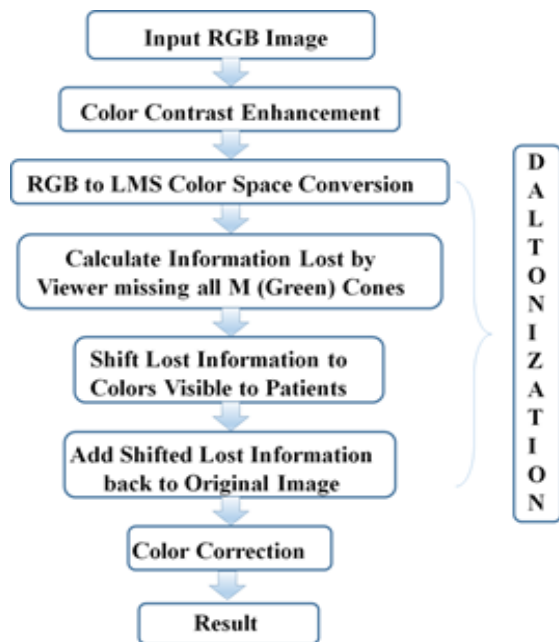 Input RGB Image
Color Contrast Enhancement
RGB to LMS Color Space Conversion
Calculate Information Lost by
Viewer missing all M (Green) Cones
Shift Lost Information to
Colors Visible to Patients
Add Shifted Lost Information
back to Original Image
Color Correction
Result
D
A
L
T
O
N
I
Z
A
T
I
O
N